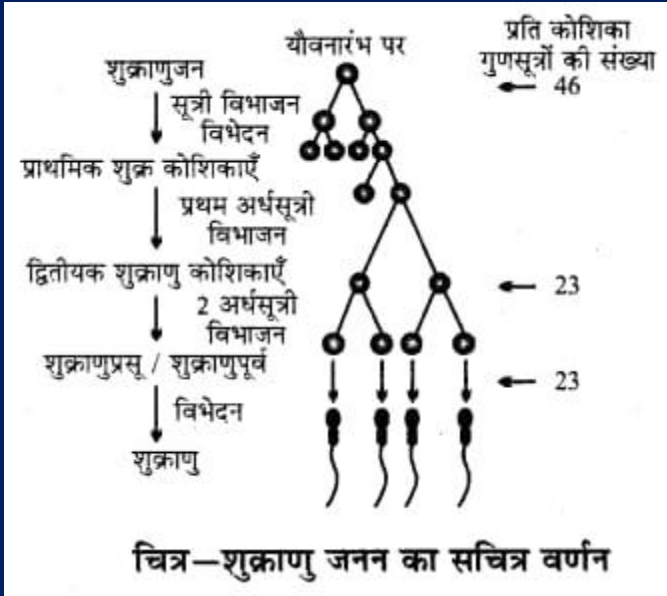 यौवनारंभ पर
प्रति कोशिका
गुणसूत्रों की संख्या
शुक्राणुजन
46
सूत्री विभाजन
विभेदन
प्राथमिक शुक्र कोशिकाएँ
प्रथम अर्धसूत्री
विभाजन
द्वितीयक शुक्राणु कोशिकाएँ
23
2 अर्धसूत्री
विभाजन
शुक्राणुप्रसू / शुक्राणुपूर्व
23
विभेदन
शुक्राणु
चित्र–शुक्राणु जनन का सचित्र वर्णन